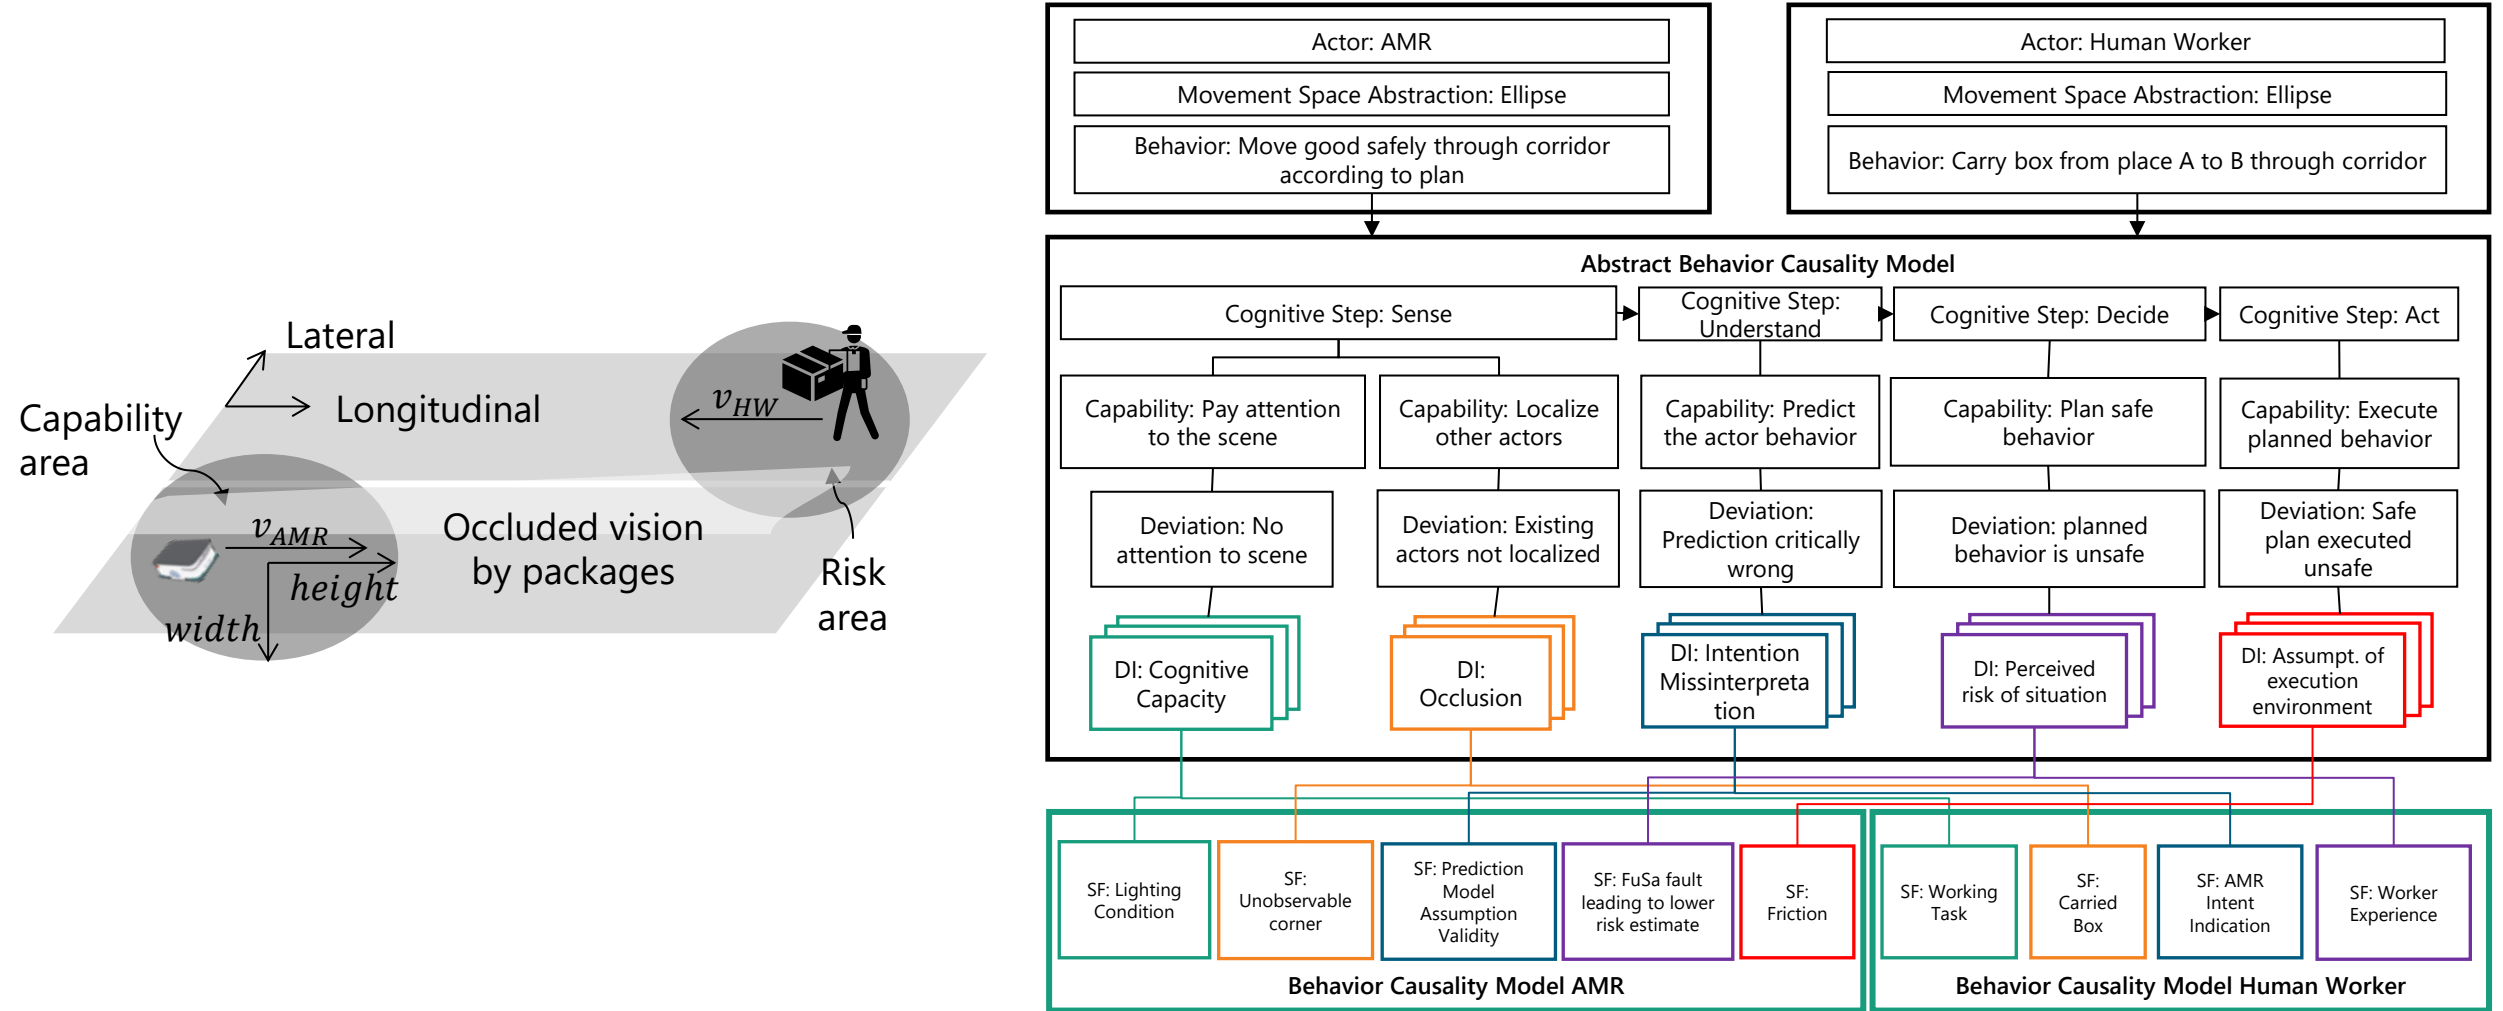 Lateral
Longitudinal
Capability
area
v_HW
v_AMR
height
width
Occluded vision
by packages
Risk
area
Actor: AMR
Movement Space Abstraction: Ellipse
Behavior: Move good safely through corridor
according to plan
Actor: Human Worker
Movement Space Abstraction: Ellipse
Behavior: Carry box from place A to B through corridor
Abstract Behavior Causality Model
Cognitive Step: Sense
Cognitive Step:
Understand
Cognitive Step: Decide
Cognitive Step: Act
Capability: Pay attention
to the scene
Capability: Localize
other actors
Capability: Predict
the actor behavior
Capability: Plan safe
behavior
Capability: Execute
planned behavior
Deviation: No
attention to scene
Deviation: Existing
actors not localized
Deviation:
Prediction critically
wrong
Deviation: planned
behavior is unsafe
Deviation: Safe
plan executed
unsafe
DI: Cognitive
Capacity
DI:
Occlusion
DI: Intention
Missinterpreta
tion
DI: Perceived
risk of situation
DI: Assumpt. of
execution
environment
SF: Lighting
Condition
SF:
Unobservable
corner
SF: Prediction
Model
Assumption
Validity
SF: FuSa fault
leading to lower
risk estimate
SF:
Friction
SF: Working
Task
SF:
Carried
Box
SF: AMR
Intent
Indication
SF: Worker
Experience
Behavior Causality Model AMR
Behavior Causality Model Human Worker